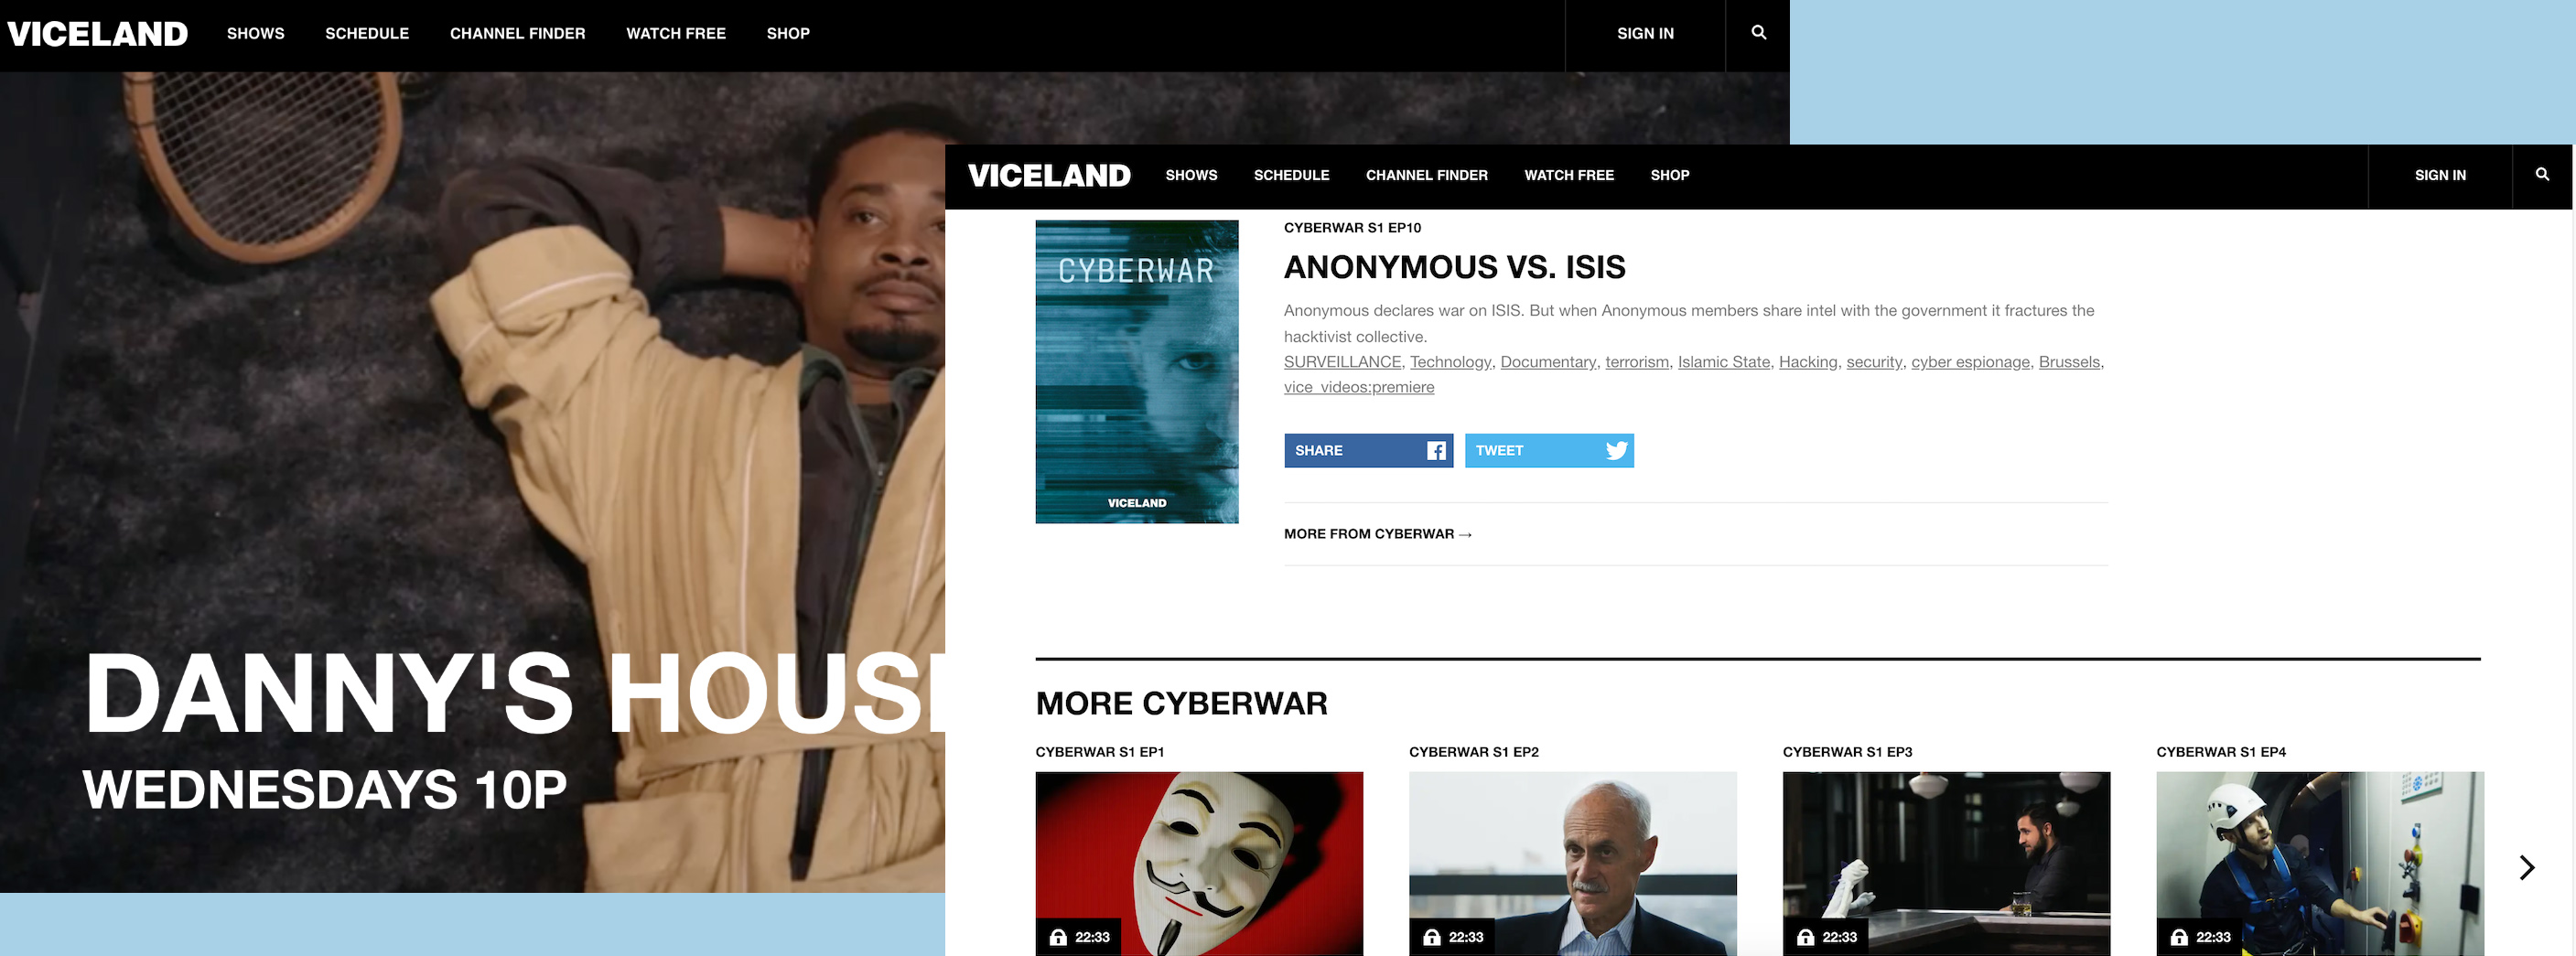 VICELAND SHOWS SCHEDULE CHANNEL FINDER WATCH FREE SHOP SIGN IN
DANNY'S HOUS
WEDNESDAYS 10P
VICELAND SHOWS SCHEDULE CHANNEL FINDER WATCH FREE SHOP SIGN IN
CYBERWAR
VICELAND
CYBERWAR S1 EP10
ANONYMOUS VS. ISIS
Anonymous declares war on ISIS. But when Anonymous members share intel with the government it fractures the
hacktivist collective.
SURVEILLANCE, Technology, Documentary, terrorism, Islamic State, Hacking, security, cyber espionage, Brussels,
vice_videos:premiere
SHARE TWEET
MORE FROM CYBERWAR →
MORE CYBERWAR
CYBERWAR S1 EP1 CYBERWAR S1 EP2 CYBERWAR S1 EP3 CYBERWAR S1 EP4
22:33 22:33 22:33 22:33